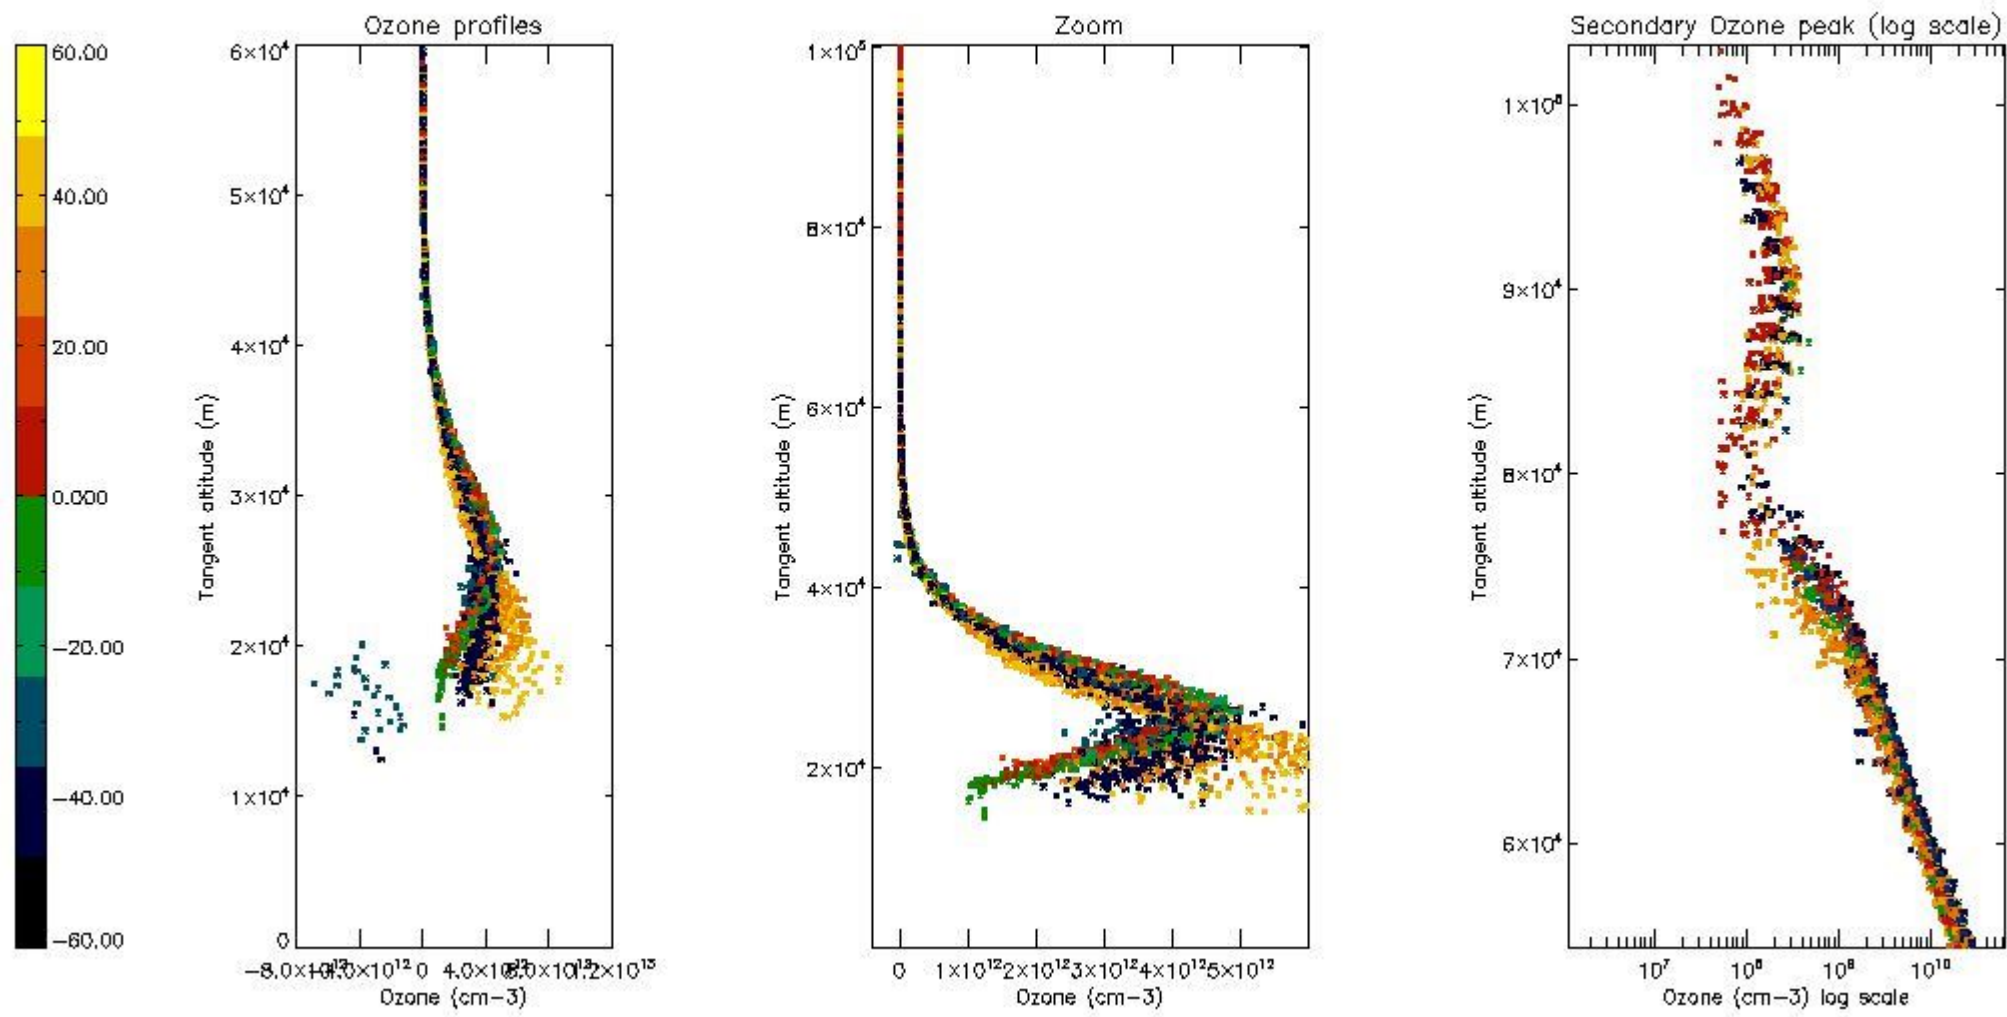 Ozone profiles
Zoom
Secondary Ozone peak (log scale)
60.00
40.00
20.00
−20.00
−40.00
−60.00
Tangent altitude (m)
6×10⁴
5×10⁴
4×10⁴
3×10⁴
2×10⁴
1×10⁴
0
0
Ozone (cm−3)
Tangent altitude (m)
1×10⁵
8×10⁴
6×10⁴
4×10⁴
2×10⁴
0 1×10¹² 2×10¹² 3×10¹² 4×10¹² 5×10¹²
Ozone (cm−3)
Tangent altitude (m)
9×10⁴
8×10⁴
7×10⁴
6×10⁴
10⁷ 10⁹ 10¹⁰
Ozone (cm−3) log scale